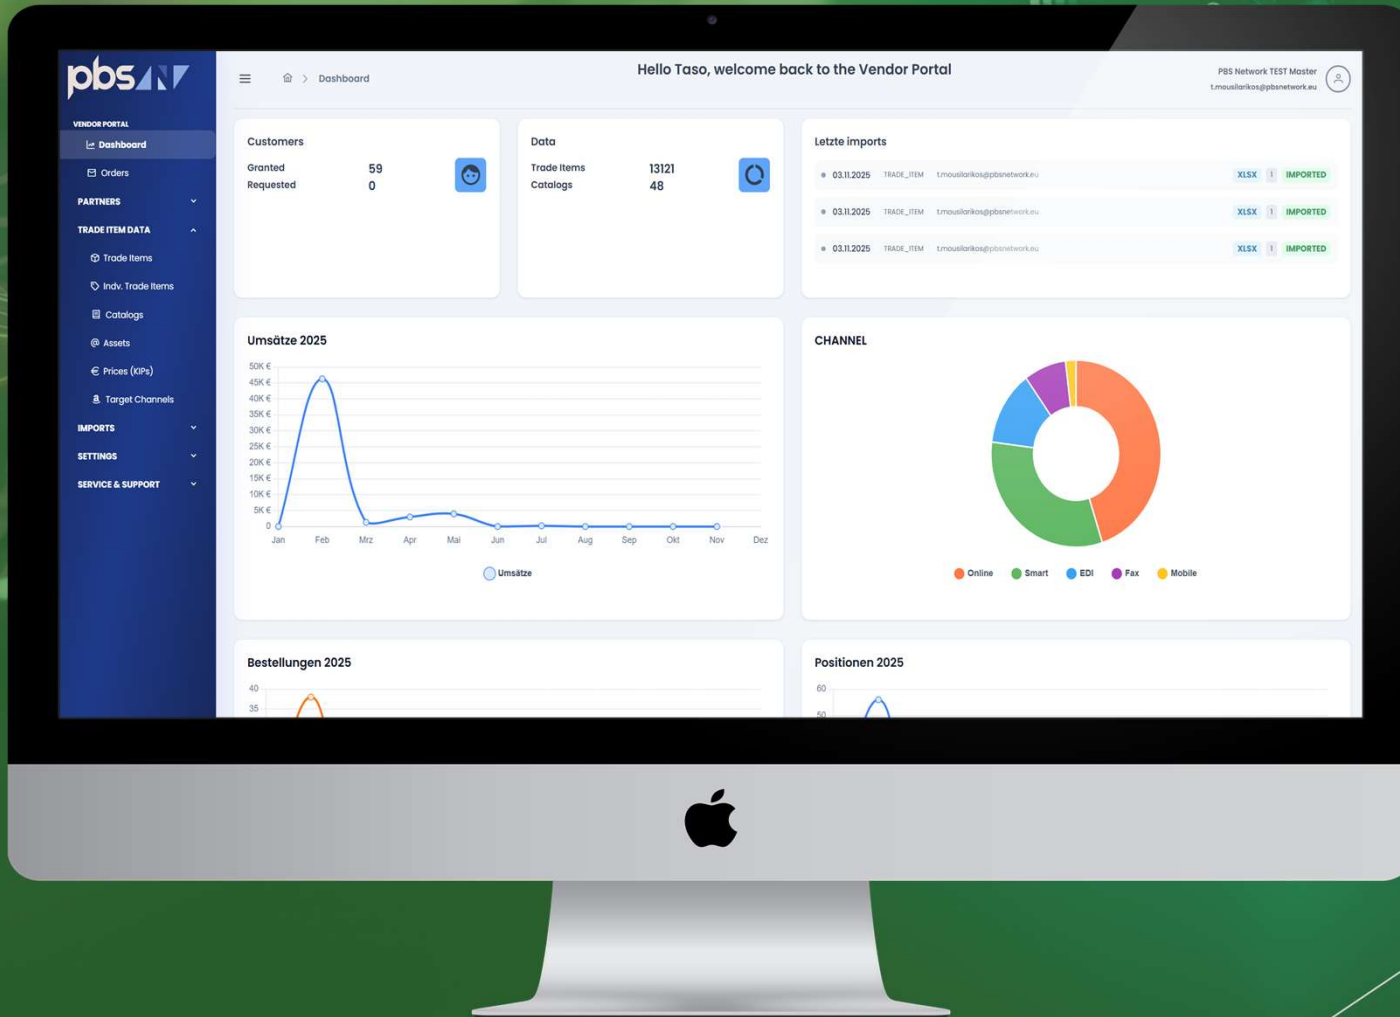 pbsN
VENDOR PORTAL
Dashboard
Orders
PARTNERS
TRADE ITEM DATA
Trade Items
Indv. Trade Items
Catalogs
Assets
Prices (KIPs)
Target Channels
IMPORTS
SETTINGS
SERVICE & SUPPORT
Dashboard
Hello Taso, welcome back to the Vendor Portal
PBS Network TEST Master
t.mousilarikos@pbsnetwork.eu
Customers
Granted 59
Requested 0
Data
Trade Items 13121
Catalogs 48
Letzte imports
03.11.2025 TRADE_ITEM t.mousilarikos@pbsnetwork.eu XLSX 1 IMPORTED
03.11.2025 TRADE_ITEM t.mousilarikos@pbsnetwork.eu XLSX 1 IMPORTED
03.11.2025 TRADE_ITEM t.mousilarikos@pbsnetwork.eu XLSX 1 IMPORTED
Umsätze 2025
50K €
45K €
40K €
35K €
30K €
25K €
20K €
15K €
10K €
5K €
0
Jan Feb Mrz Apr Mai Jun Jul Aug Sep Okt Nov Dez
Umsätze
CHANNEL
Online Smart EDI Fax Mobile
Bestellungen 2025
40
35
Positionen 2025
60
50